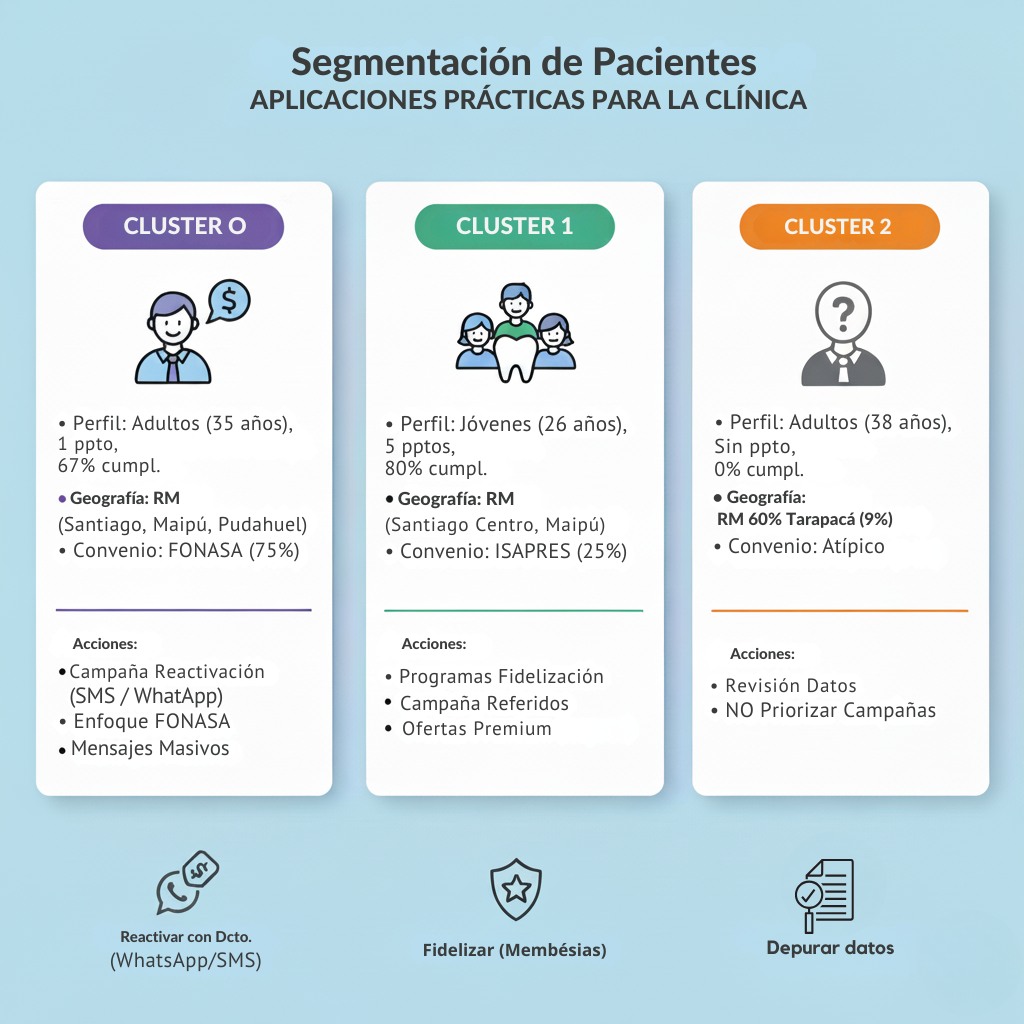 Segmentación de Pacientes
APLICACIONES PRÁCTICAS PARA LA CLÍNICA
CLUSTER O
$
• Perfil: Adultos (35 años),
1 ppto,
67% cumpl.
• Geografía: RM
(Santiago, Maipú, Pudahuel)
• Convenio: FONASA (75%)
Acciones:
• Campaña Reactivación
(SMS / WhatApp)
• Enfoque FONASA
• Mensajes Masivos
CLUSTER 1
• Perfil: Jóvenes (26 años),
5 pptos,
80% cumpl.
• Geografía: RM
(Santiago Centro, Maipú)
• Convenio: ISAPRES (25%)
Acciones:
• Programas Fidelización
• Campaña Referidos
• Ofertas Premium
CLUSTER 2
?
• Perfil: Adultos (38 años),
Sin ppto,
0% cumpl.
• Geografía:
RM 60% Tarapacá (9%)
• Convenio: Atípico
Acciones:
• Revisión Datos
• NO Priorizar Campañas
$
Reactivar con Dcto.
(WhatsApp/SMS)
Fidelizar (Membésias)
Depurar datos